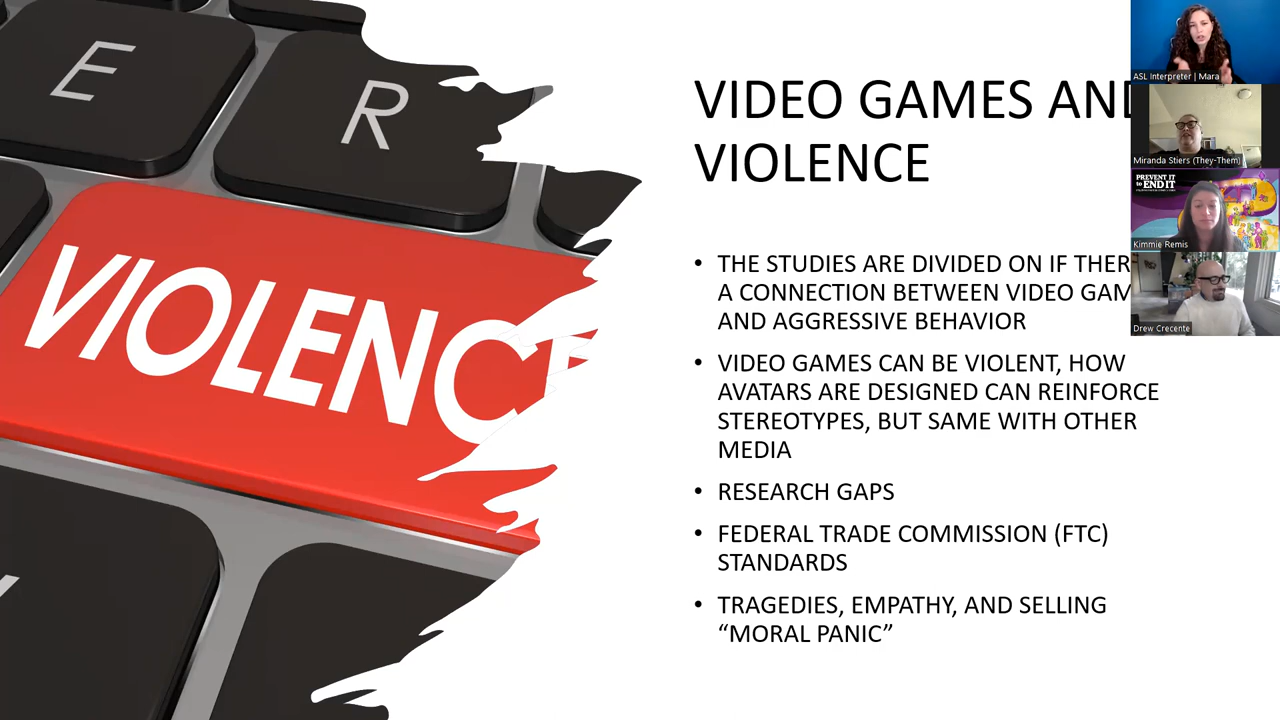 E
R
VIOLENCE
VIDEO GAMES AND
VIOLENCE
• THE STUDIES ARE DIVIDED ON IF THER
A CONNECTION BETWEEN VIDEO GAM
AND AGGRESSIVE BEHAVIOR
• VIDEO GAMES CAN BE VIOLENT, HOW
AVATARS ARE DESIGNED CAN REINFORCE
STEREOTYPES, BUT SAME WITH OTHER
MEDIA
• RESEARCH GAPS
• FEDERAL TRADE COMMISSION (FTC)
STANDARDS
• TRAGEDIES, EMPATHY, AND SELLING
“MORAL PANIC”
ASL Interpreter | Mara
Miranda Stiers (They-Them)
PREVENT IT
to END IT
Kimmie Remis
Drew Crecente